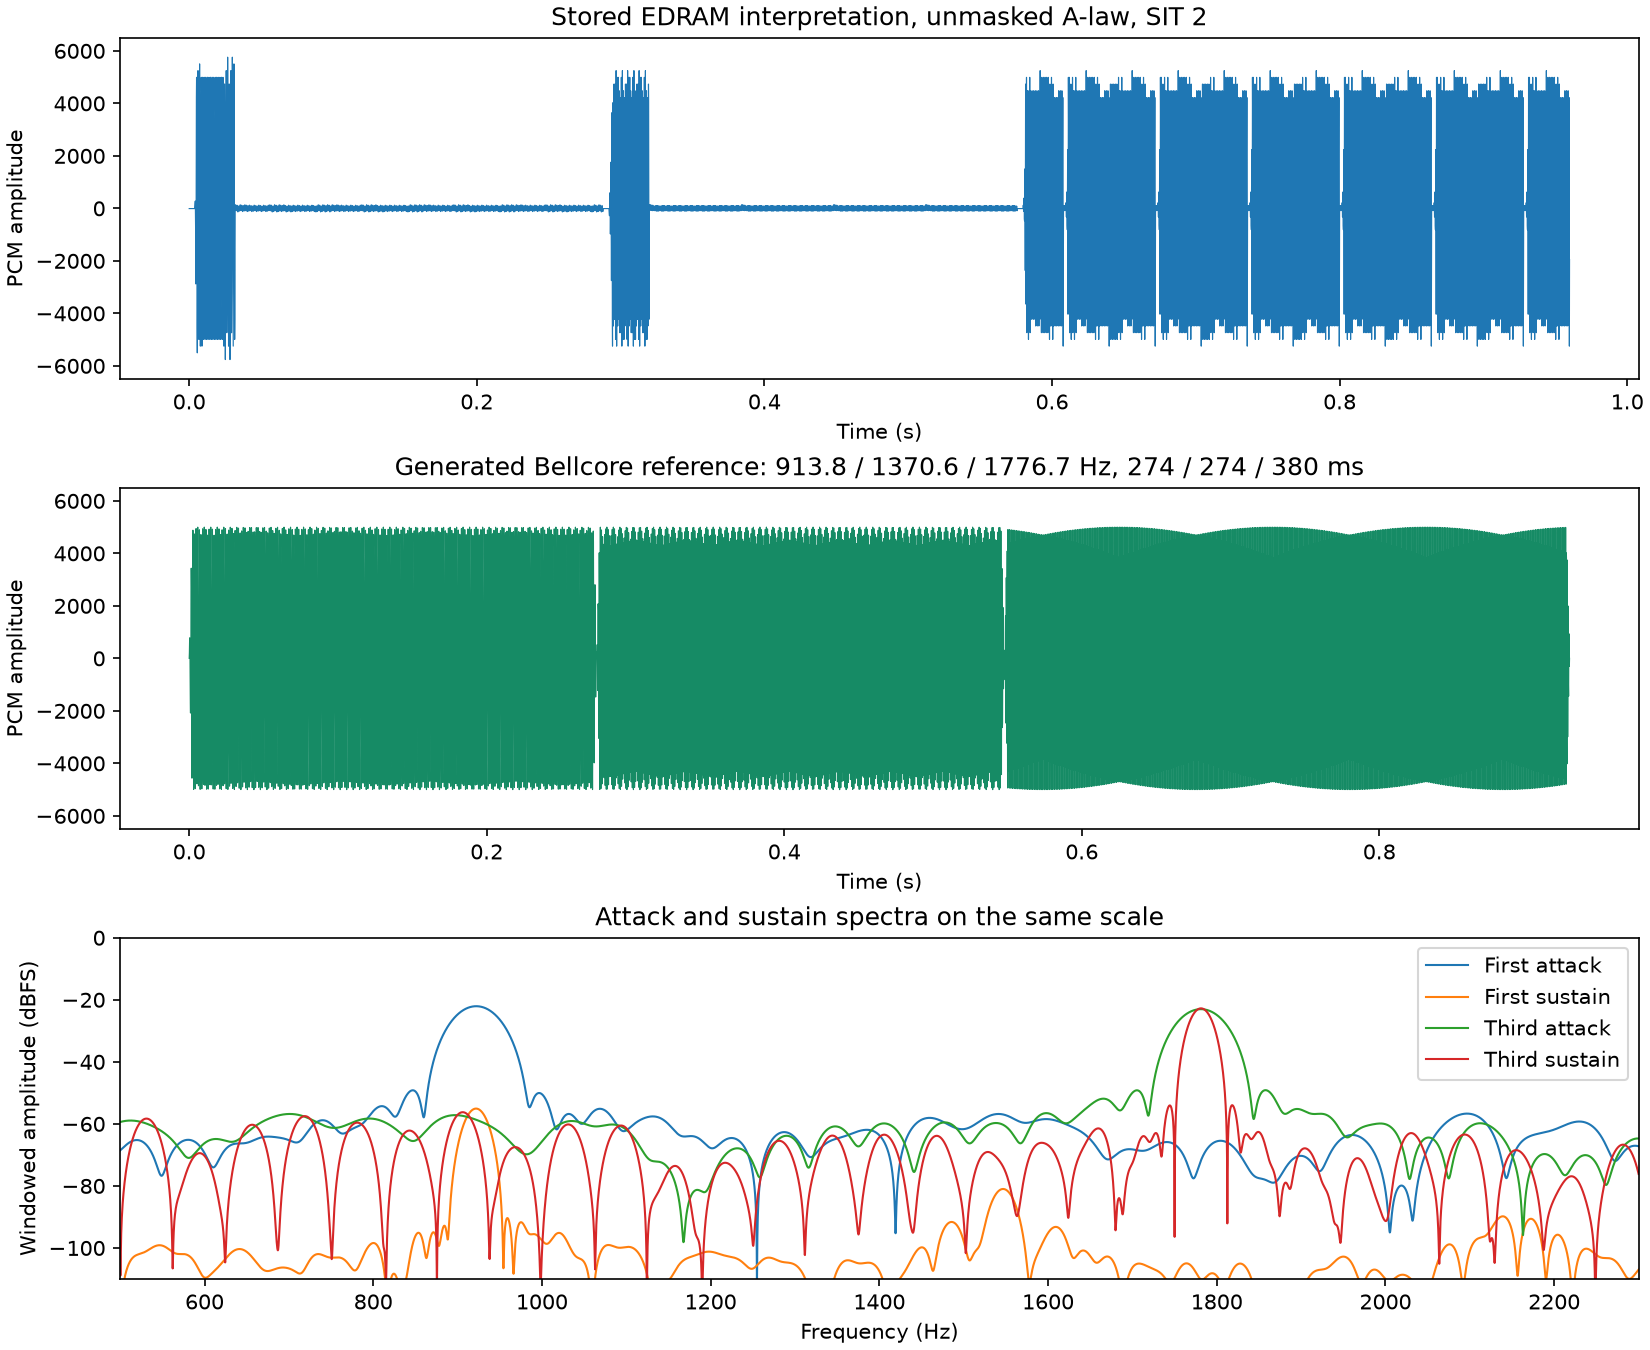 Stored EDRAM interpretation, unmasked A-law, SIT 2
PCM amplitude
6000
4000
2000
0
−2000
−4000
−6000
0.0 0.2 0.4 0.6 0.8 1.0
Time (s)
Generated Bellcore reference: 913.8 / 1370.6 / 1776.7 Hz, 274 / 274 / 380 ms
PCM amplitude
6000
4000
2000
0
−2000
−4000
−6000
0.0 0.2 0.4 0.6 0.8
Time (s)
Attack and sustain spectra on the same scale
Windowed amplitude (dBFS)
0
−20
−40
−60
−80
−100
First attack
First sustain
Third attack
Third sustain
600 800 1000 1200 1400 1600 1800 2000 2200
Frequency (Hz)